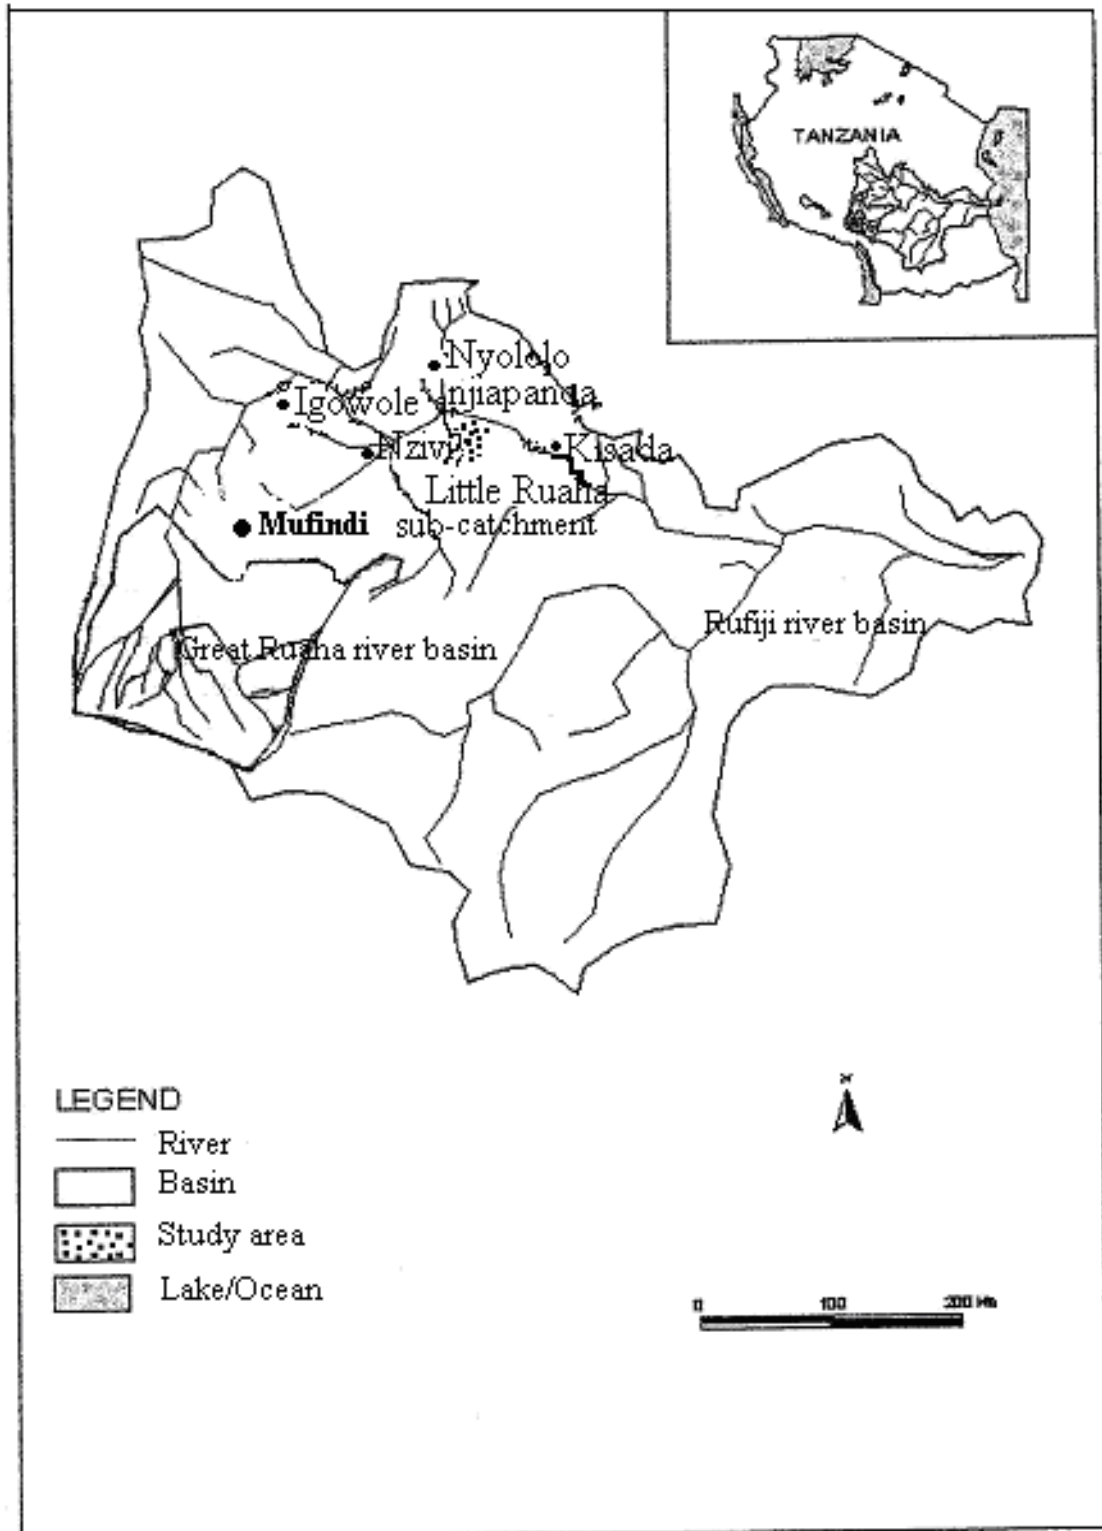 TANZANIA
Nyololo
njiapanda
Igowole
Nzivi
Kisada
Little Ruaha
sub-catchment
Mufindi
Rufiji river basin
Great Ruaha river basin
N
LEGEND
River
Basin
Study area
Lake/Ocean
0 100 200 Km